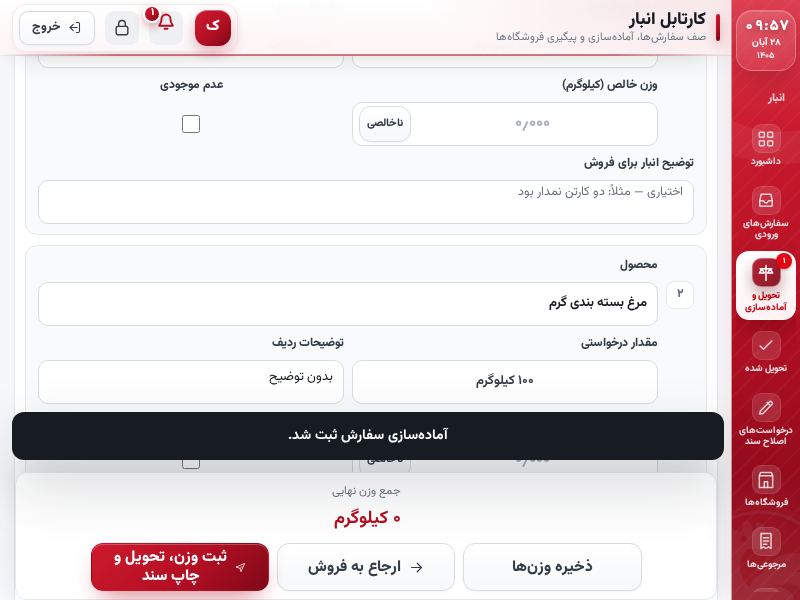 ۰۹:۵۷
۲۸ آبان
۱۴۰۵
انبار
داشبورد
سفارش‌های
ورودی
۱
تحویل و
آماده‌سازی
تحویل شده
درخواست‌های
اصلاح سند
فروشگاه‌ها
مرجوعی‌ها
کارتابل انبار
صف سفارش‌ها، آماده‌سازی و پیگیری فروشگاه‌ها
ک
۱
خروج
وزن خالص (کیلوگرم)
عدم موجودی
۰٫۰۰۰
ناخالصی
توضیح انبار برای فروش
اختیاری — مثلاً: دو کارتن نمدار بود
محصول
۲
مرغ بسته بندی گرم
مقدار درخواستی
توضیحات ردیف
۱۰۰ کیلوگرم
بدون توضیح
آماده‌سازی سفارش ثبت شد.
۰٫۰۰۰
ناخالصی
جمع وزن نهایی
۰ کیلوگرم
ذخیره وزن‌ها
ارجاع به فروش
ثبت وزن، تحویل و
چاپ سند